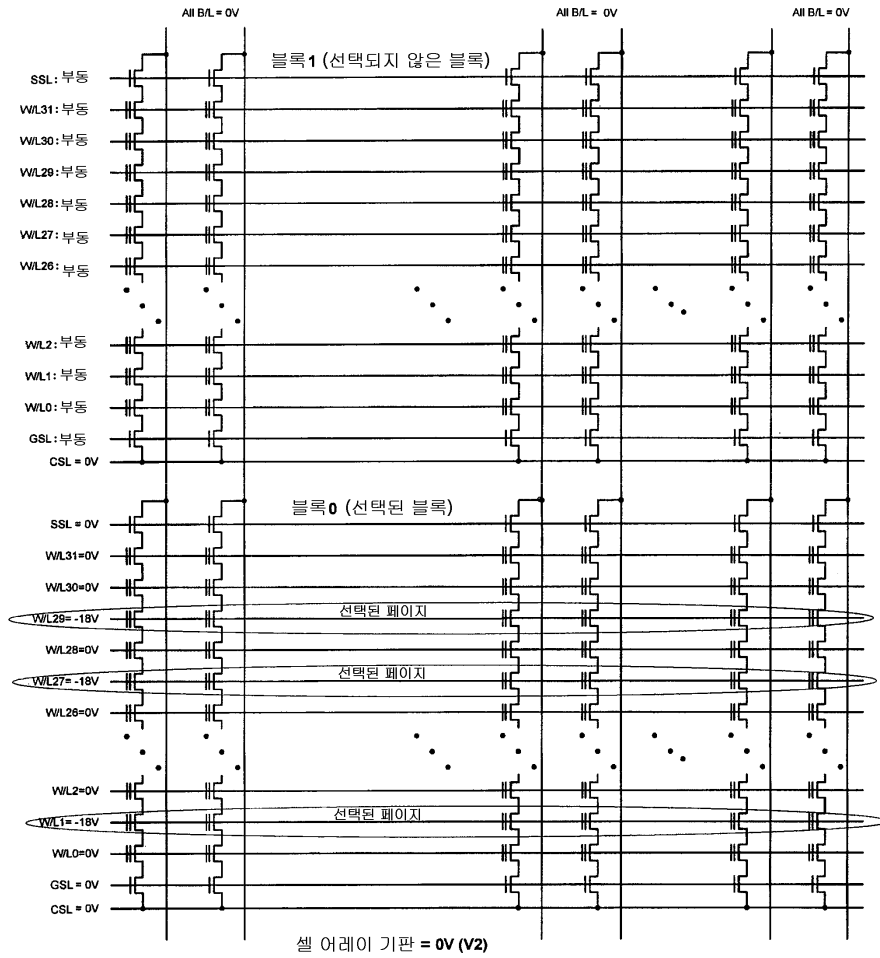 All B/L = 0V
All B/L = 0V
All B/L = 0V
블록1 (선택되지 않은 블록)
SSL: 부동
W/L31: 부동
W/L30: 부동
W/L29: 부동
W/L28: 부동
W/L27: 부동
W/L26: 부동
W/L2: 부동
W/L1: 부동
W/L0: 부동
GSL: 부동
CSL = 0V
블록0 (선택된 블록)
SSL = 0V
W/L31=0V
W/L30=0V
선택된 페이지
W/L29= -18V
W/L28=0V
선택된 페이지
W/L27= -18V
W/L26=0V
W/L2=0V
선택된 페이지
W/L1= -18V
W/L0=0V
GSL = 0V
CSL = 0V
셀 어레이 기판 = 0V (V2)